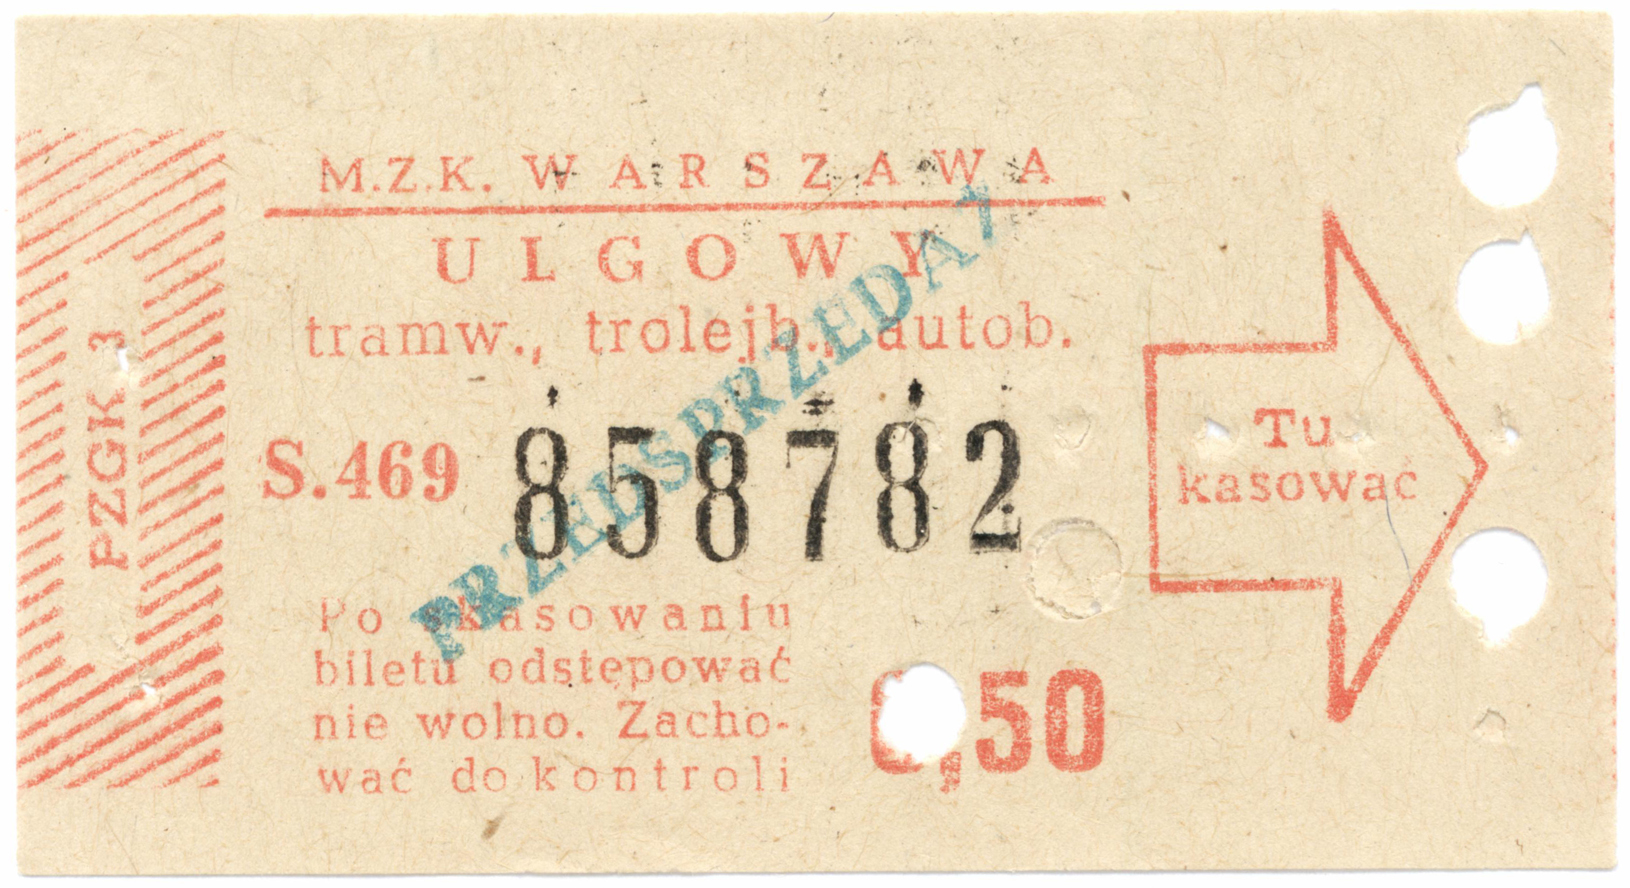 M.Z.K. WARSZAWA
ULGOWY
tramw., trolejb., autob.
PRZEDSPRZEDAŻ
S.469 858782
Po skasowaniu
biletu odstępować
nie wolno. Zacho-
wać do kontroli
0,50
Tu
kasować
PZGK 3